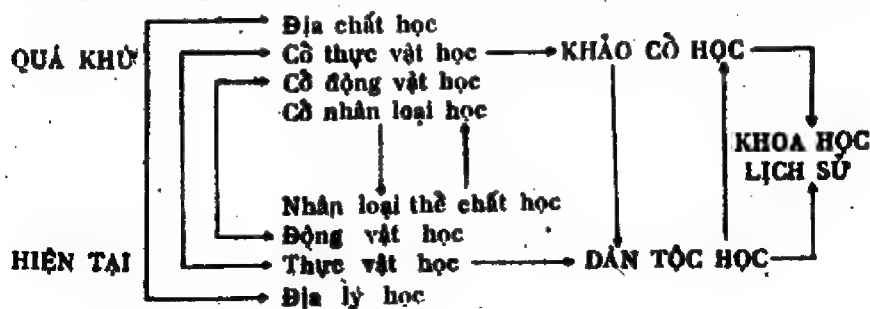 Địa chất học
QUÁ KHỨ Cổ thực vật học KHẢO CỔ HỌC
Cổ động vật học
Cổ nhân loại học
KHOA HỌC
LỊCH SỬ
Nhân loại thể chất học
Động vật học
HIỆN TẠI Thực vật học DÂN TỘC HỌC
Địa lý học